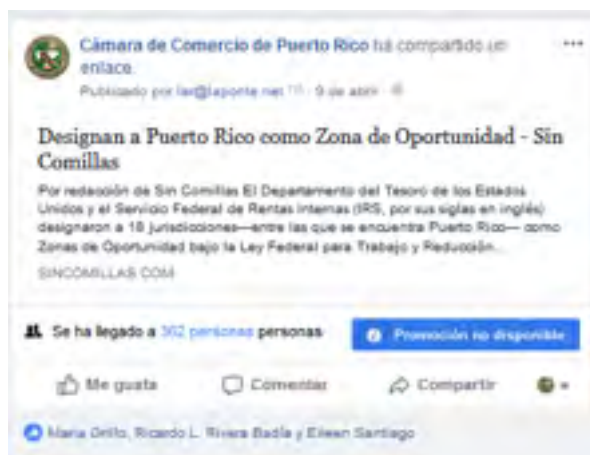 Cámara de Comercio de Puerto Rico ha compartido un
enlace.
Publicado por · 9 de abril ·
Designan a Puerto Rico como Zona de Oportunidad - Sin
Comillas
Por redacción de Sin Comillas El Departamento del Tesoro de los Estados
Unidos y el Servicio Federal de Rentas Internas (IRS, por sus siglas en inglés)
designaron a 18 jurisdicciones—entre las que se encuentra Puerto Rico— como
Zonas de Oportunidad bajo la Ley Federal para Trabajo y Reducción...
SINCOMILLAS.COM
Se ha llegado a 362 personas personas
Promoción no disponible
Me gusta
Comentar
Compartir
Maria Ricardo L. Rivera Badía y Eileen Santiago